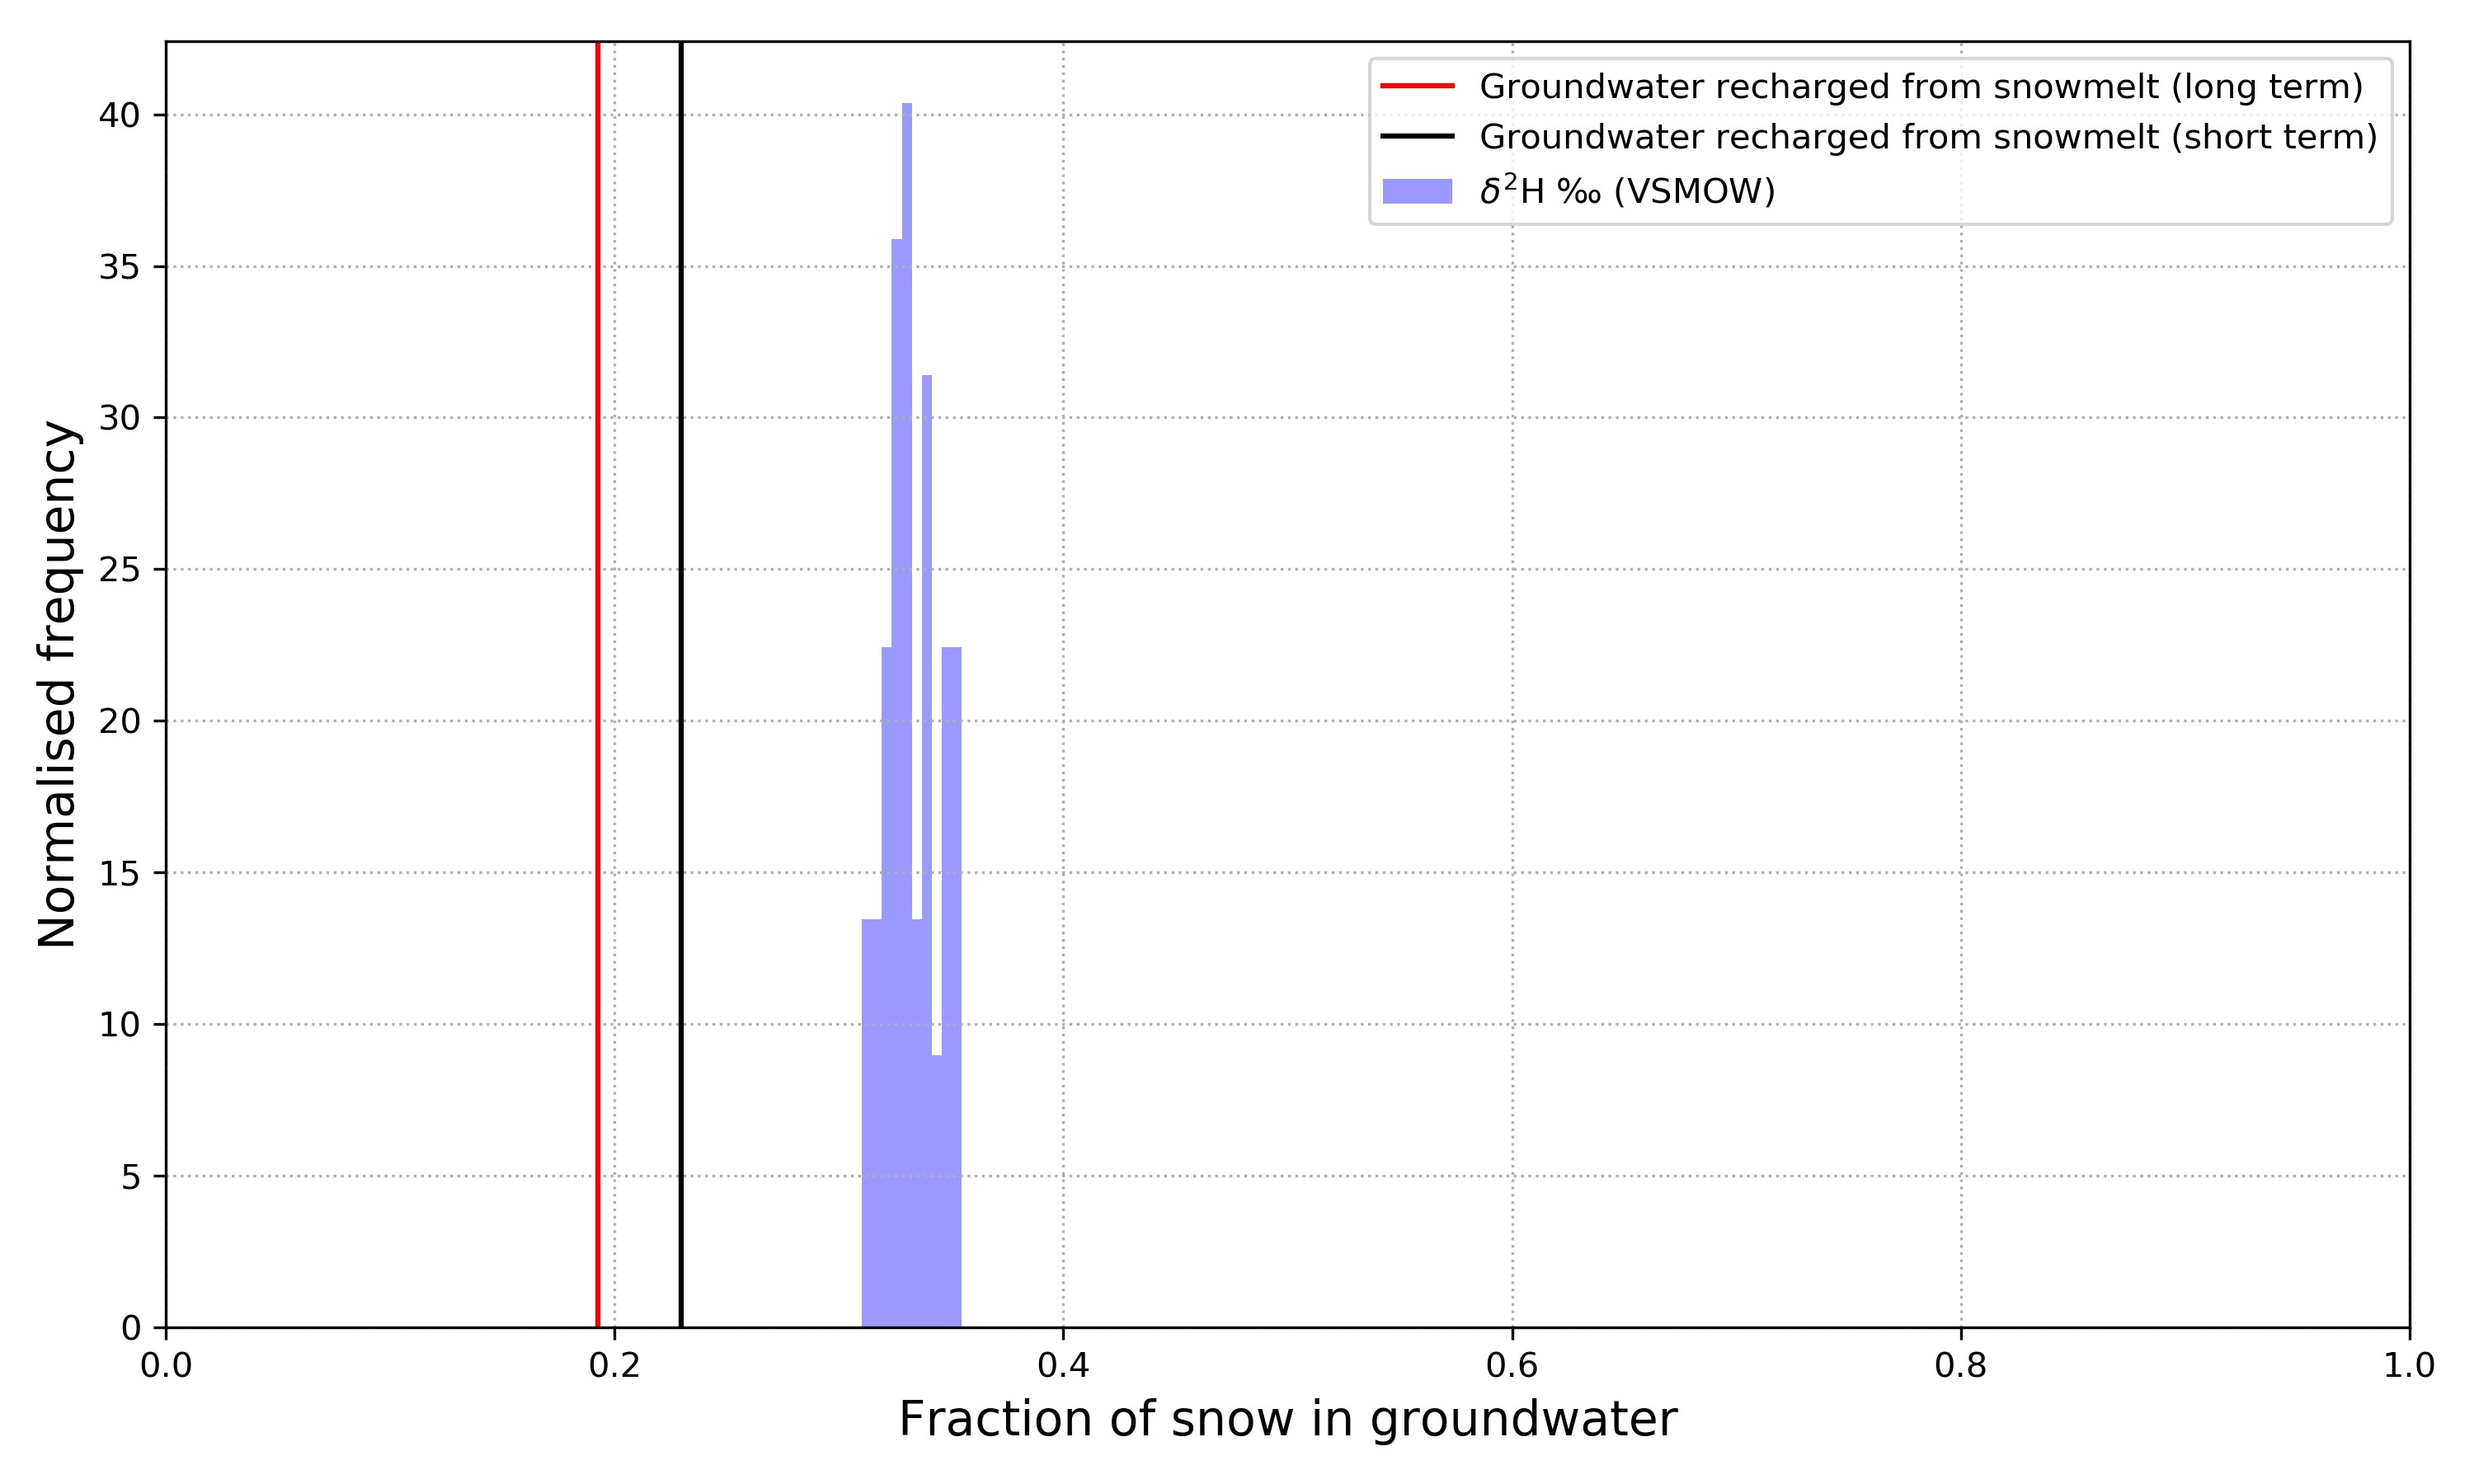 Groundwater recharged from snowmelt (long term)
Groundwater recharged from snowmelt (short term)
δ²H ‰ (VSMOW)
Normalised frequency
40
35
30
25
20
15
10
5
0
0.0 0.2 0.4 0.6 0.8 1.0
Fraction of snow in groundwater